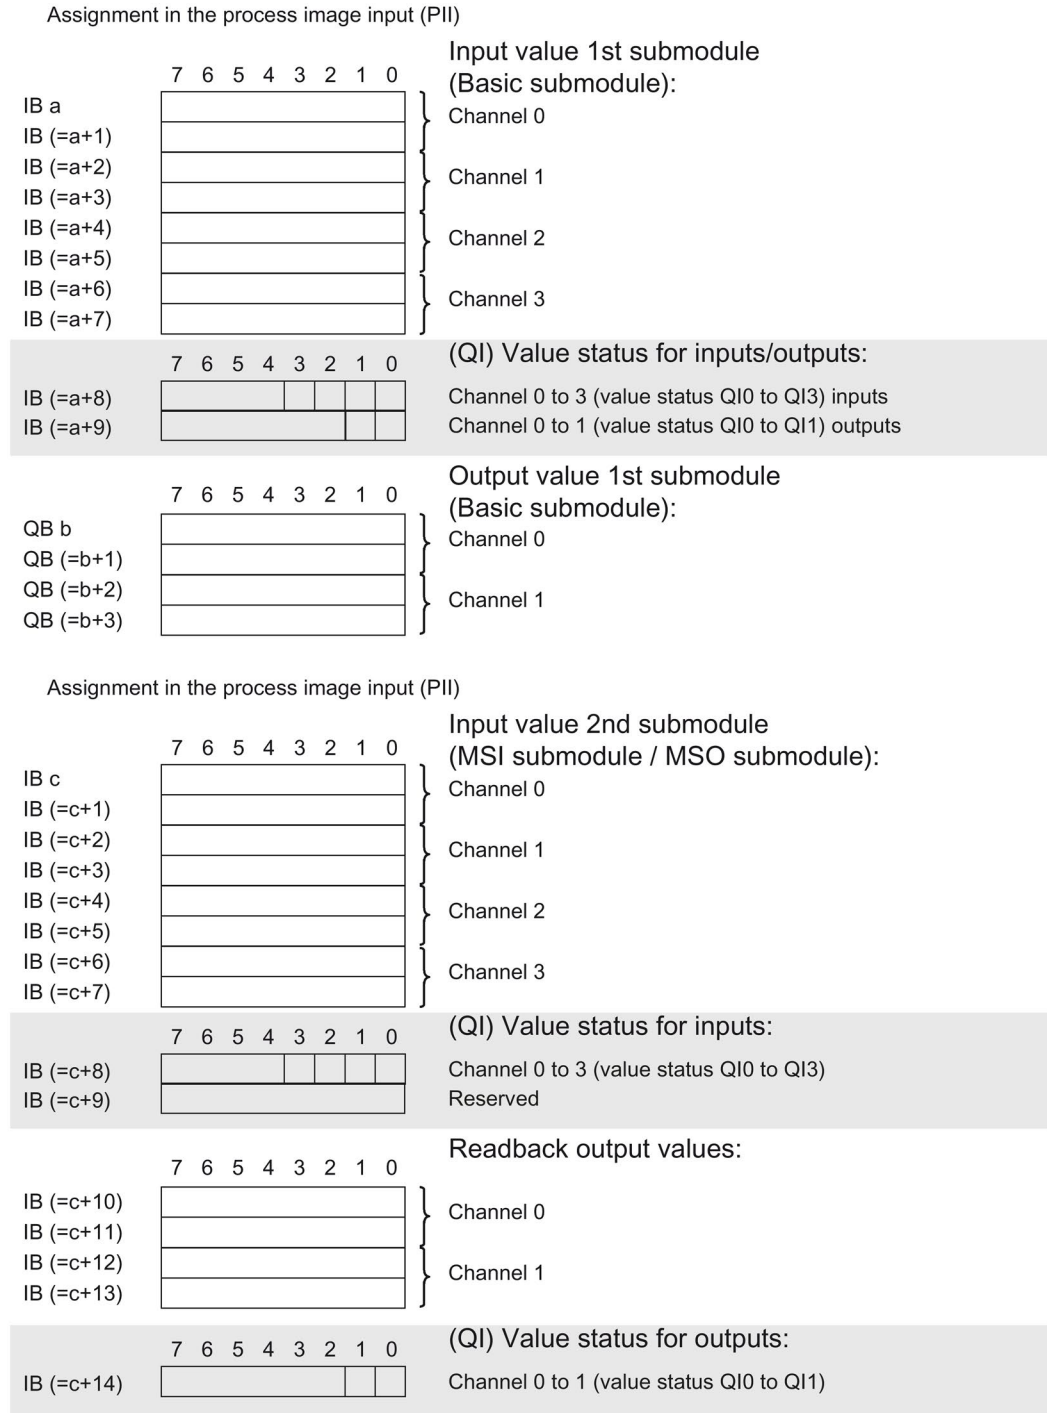 Assignment in the process image input (PII)
Input value 1st submodule
(Basic submodule):
7 6 5 4 3 2 1 0
IB a
Channel 0
IB (=a+1)
IB (=a+2)
Channel 1
IB (=a+3)
IB (=a+4)
Channel 2
IB (=a+5)
IB (=a+6)
Channel 3
IB (=a+7)
(QI) Value status for inputs/outputs:
7 6 5 4 3 2 1 0
IB (=a+8) Channel 0 to 3 (value status QI0 to QI3) inputs
IB (=a+9) Channel 0 to 1 (value status QI0 to QI1) outputs
Output value 1st submodule
(Basic submodule):
7 6 5 4 3 2 1 0
QB b
Channel 0
QB (=b+1)
QB (=b+2)
Channel 1
QB (=b+3)
Assignment in the process image input (PII)
Input value 2nd submodule
(MSI submodule / MSO submodule):
7 6 5 4 3 2 1 0
IB c
Channel 0
IB (=c+1)
IB (=c+2)
Channel 1
IB (=c+3)
IB (=c+4)
Channel 2
IB (=c+5)
IB (=c+6)
Channel 3
IB (=c+7)
(QI) Value status for inputs:
7 6 5 4 3 2 1 0
IB (=c+8) Channel 0 to 3 (value status QI0 to QI3)
IB (=c+9) Reserved
Readback output values:
7 6 5 4 3 2 1 0
IB (=c+10)
Channel 0
IB (=c+11)
IB (=c+12)
Channel 1
IB (=c+13)
(QI) Value status for outputs:
7 6 5 4 3 2 1 0
IB (=c+14) Channel 0 to 1 (value status QI0 to QI1)